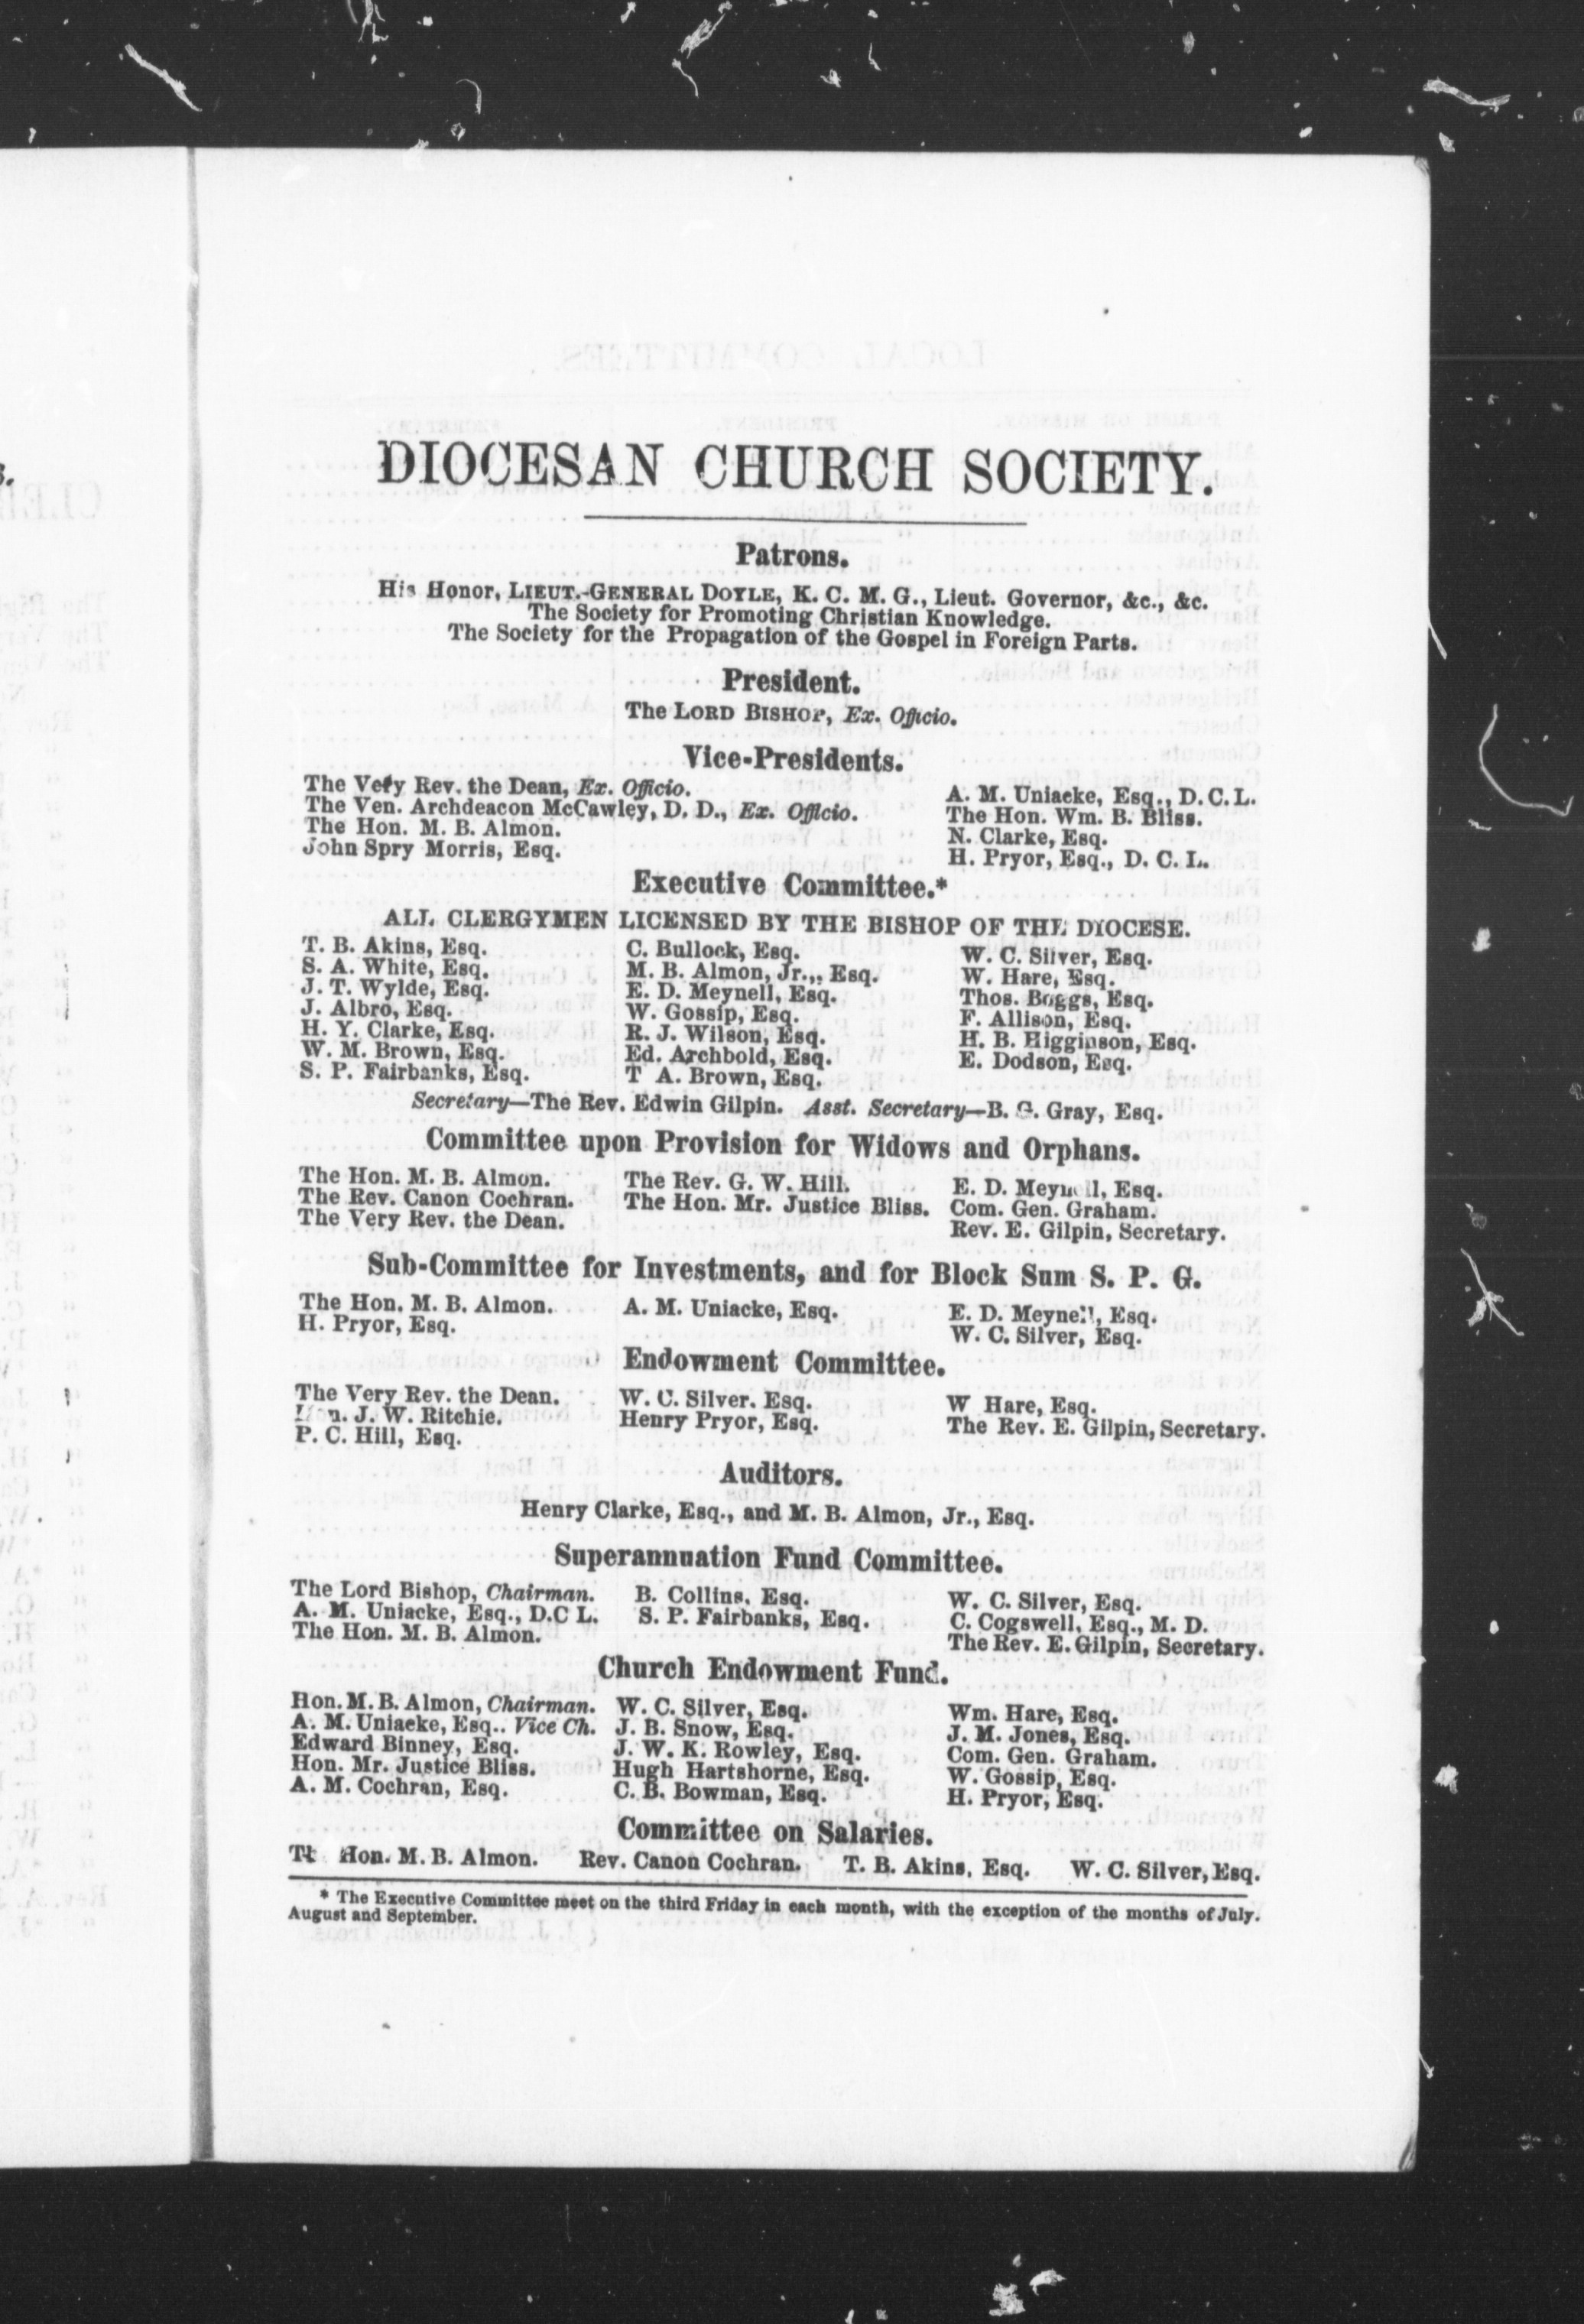 DIOCESAN CHURCH SOCIETY.
Patrons.
His Honor, LIEUT.-GENERAL DOYLE, K. C. M. G., Lieut. Governor, &c., &c.
The Society for Promoting Christian Knowledge.
The Society for the Propagation of the Gospel in Foreign Parts.
President.
The LORD BISHOP, Ex. Officio.
Vice-Presidents.
The Very Rev. the Dean, Ex. Officio.
The Ven. Archdeacon McCawley, D. D., Ex. Officio.
The Hon. M. B. Almon.
John Spry Morris, Esq.
A. M. Uniacke, Esq., D. C. L.
The Hon. Wm. B. Bliss.
N. Clarke, Esq.
H. Pryor, Esq., D. C. L.
Executive Committee.*
ALL CLERGYMEN LICENSED BY THE BISHOP OF THE DIOCESE.
T. B. Akins, Esq.
S. A. White, Esq.
J. T. Wylde, Esq.
J. Albro, Esq.
H. Y. Clarke, Esq.
W. M. Brown, Esq.
S. P. Fairbanks, Esq.
C. Bullock, Esq.
M. B. Almon, Jr.,. Esq.
E. D. Meynell, Esq.
W. Gossip, Esq.
R. J. Wilson, Esq.
Ed. Archbold, Esq.
T A. Brown, Esq.
W. C. Silver, Esq.
W. Hare, Esq.
Thos. Boggs, Esq.
F. Allison, Esq.
H. B. Higginson, Esq.
E. Dodson, Esq.
Secretary—The Rev. Edwin Gilpin. Asst. Secretary—B. G. Gray, Esq.
Committee upon Provision for Widows and Orphans.
The Hon. M. B. Almon.
The Rev. Canon Cochran.
The Very Rev. the Dean.
The Rev. G. W. Hill.
The Hon. Mr. Justice Bliss.
E. D. Meynell, Esq.
Com. Gen. Graham.
Rev. E. Gilpin, Secretary.
Sub-Committee for Investments, and for Block Sum S. P. G.
The Hon. M. B. Almon.
H. Pryor, Esq.
A. M. Uniacke, Esq.
E. D. Meynell, Esq.
W. C. Silver, Esq.
Endowment Committee.
The Very Rev. the Dean.
Hon. J. W. Ritchie.
P. C. Hill, Esq.
W. C. Silver. Esq.
Henry Pryor, Esq.
W Hare, Esq.
The Rev. E. Gilpin, Secretary.
Auditors.
Henry Clarke, Esq., and M. B. Almon, Jr., Esq.
Superannuation Fund Committee.
The Lord Bishop, Chairman.
A. M. Uniacke, Esq., D.C L.
The Hon. M. B. Almon.
B. Collins. Esq.
S. P. Fairbanks, Esq.
W. C. Silver, Esq.
C. Cogswell, Esq., M. D.
The Rev. E. Gilpin, Secretary.
Church Endowment Fund.
Hon. M. B. Almon, Chairman.
A. M. Uniacke, Esq.. Vice Ch.
Edward Binney, Esq.
Hon. Mr. Justice Bliss.
A. M. Cochran, Esq.
W. C. Silver, Esq.
J. B. Snow, Esq.
J. W. K. Rowley, Esq.
Hugh Hartshorne, Esq.
C. B. Bowman, Esq.
Wm. Hare, Esq.
J. M. Jones, Esq.
Com. Gen. Graham.
W. Gossip, Esq.
H. Pryor, Esq.
Committee on Salaries.
The Hon. M. B. Almon. Rev. Canon Cochran. T. B. Akins, Esq. W. C. Silver, Esq.
* The Executive Committee meet on the third Friday in each month, with the exception of the months of July.
August and September.